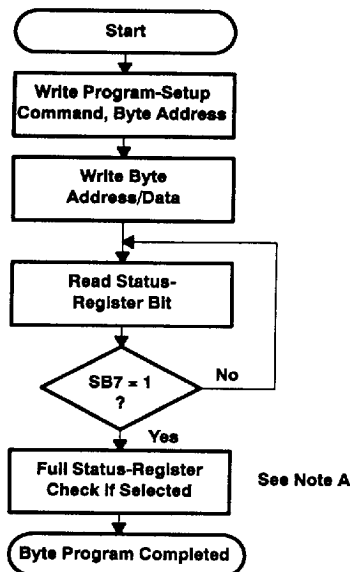 Start
Write Program-Setup
Command, Byte Address
Write Byte
Address/Data
Read Status-
Register Bit
SB7 = 1
?
No
Yes
Full Status-Register
Check if Selected
See Note A
Byte Program Completed